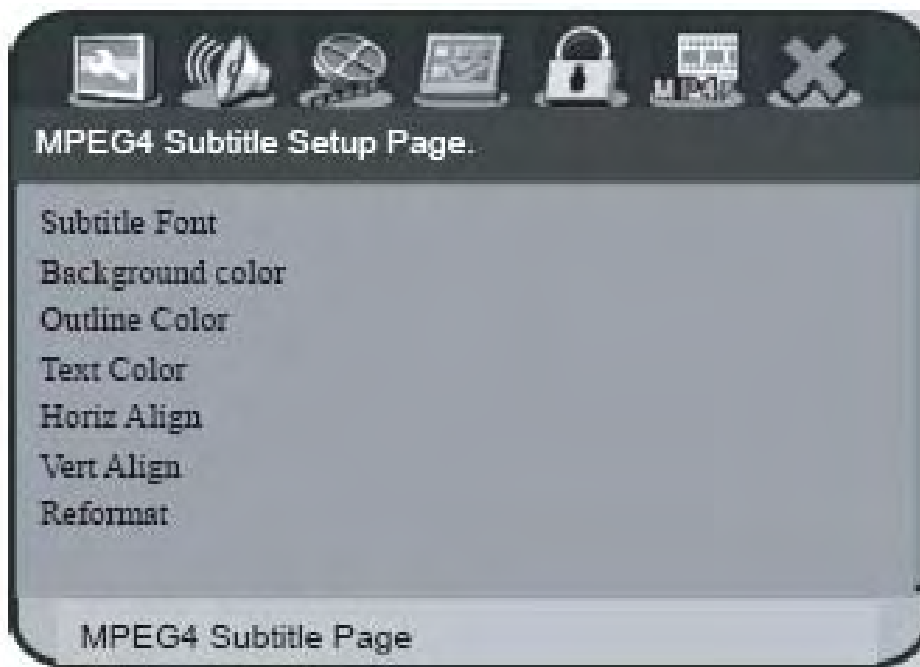 MP4
MPEG4 Subtitle Setup Page.
Subtitle Font
Background color
Outline Color
Text Color
Horiz Align
Vert Align
Reformat
MPEG4 Subtitle Page